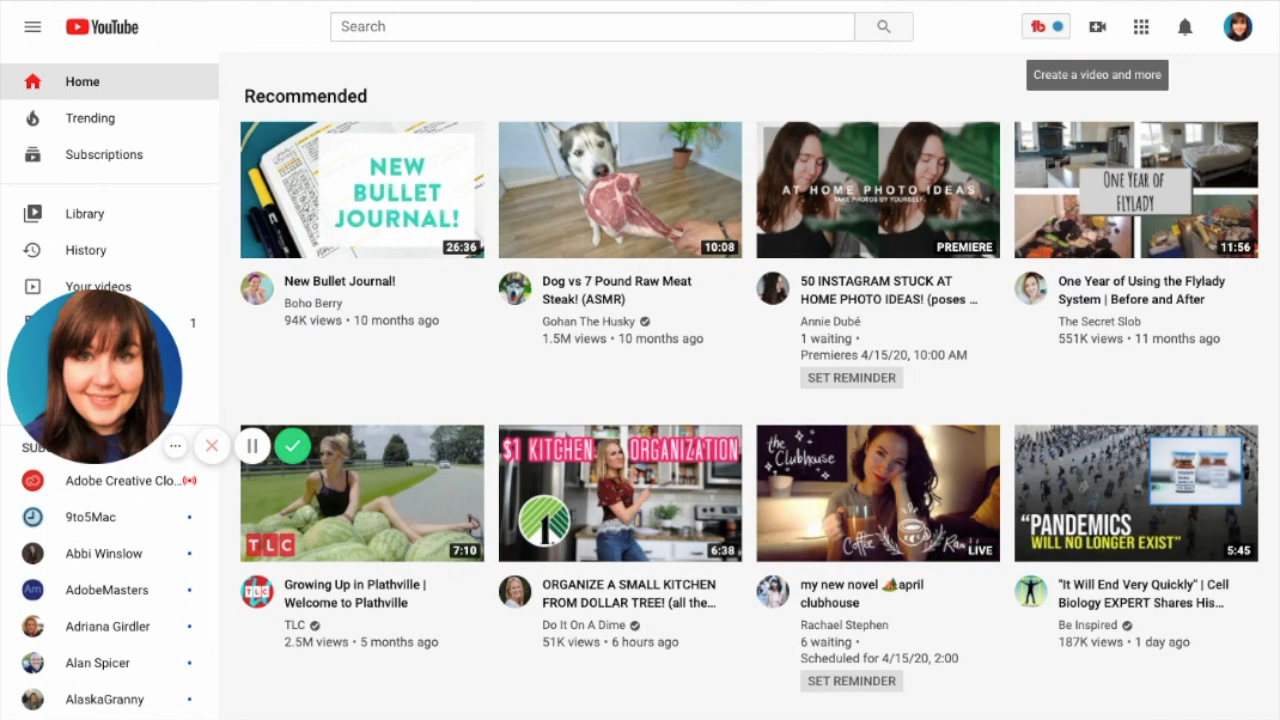 YouTube
Search
Create a video and more
Home
Trending
Subscriptions
Library
History
Your videos
1
SUB
Adobe Creative Clo...
9to5Mac
Abbi Winslow
Am
AdobeMasters
Adriana Girdler
Alan Spicer
AlaskaGranny
Recommended
NEW
BULLET
JOURNAL!
26:36
New Bullet Journal!
Boho Berry
94K views • 10 months ago
10:08
Dog vs 7 Pound Raw Meat
Steak! (ASMR)
Gohan The Husky
1.5M views • 10 months ago
AT HOME PHOTO IDEAS
TAKE PHOTOS BY YOURSELF
PREMIERE
50 INSTAGRAM STUCK AT
HOME PHOTO IDEAS! (poses ...
Annie Dubé
1 waiting •
Premieres 4/15/20, 10:00 AM
SET REMINDER
ONE YEAR OF
FLYLADY
11:56
One Year of Using the Flylady
System | Before and After
The Secret Slob
551K views • 11 months ago
TLC
7:10
Growing Up in Plathville |
Welcome to Plathville
TLC
TLC
2.5M views • 5 months ago
$1 KITCHEN ORGANIZATION
1
6:38
ORGANIZE A SMALL KITCHEN
FROM DOLLAR TREE! (all the...
Do It On A Dime
51K views • 6 hours ago
the
Clubhouse
Coffee
LIVE
my new novel 🏕️april
clubhouse
Rachael Stephen
6 waiting •
Scheduled for 4/15/20, 2:00
SET REMINDER
"PANDEMICS
WILL NO LONGER EXIST"
5:45
"It Will End Very Quickly" | Cell
Biology EXPERT Shares His...
Be Inspired
187K views • 1 day ago